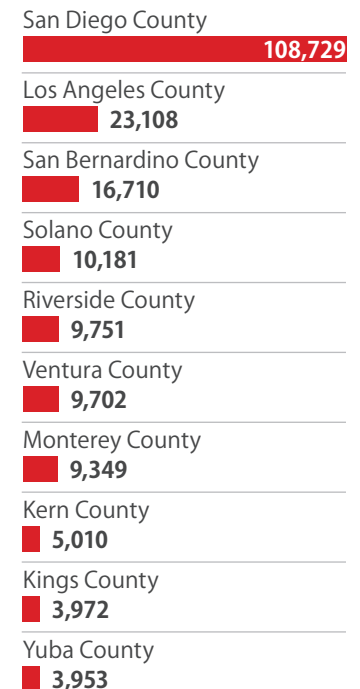 San Diego County
108,729
Los Angeles County
23,108
San Bernardino County
16,710
Solano County
10,181
Riverside County
9,751
Ventura County
9,702
Monterey County
9,349
Kern County
5,010
Kings County
3,972
Yuba County
3,953